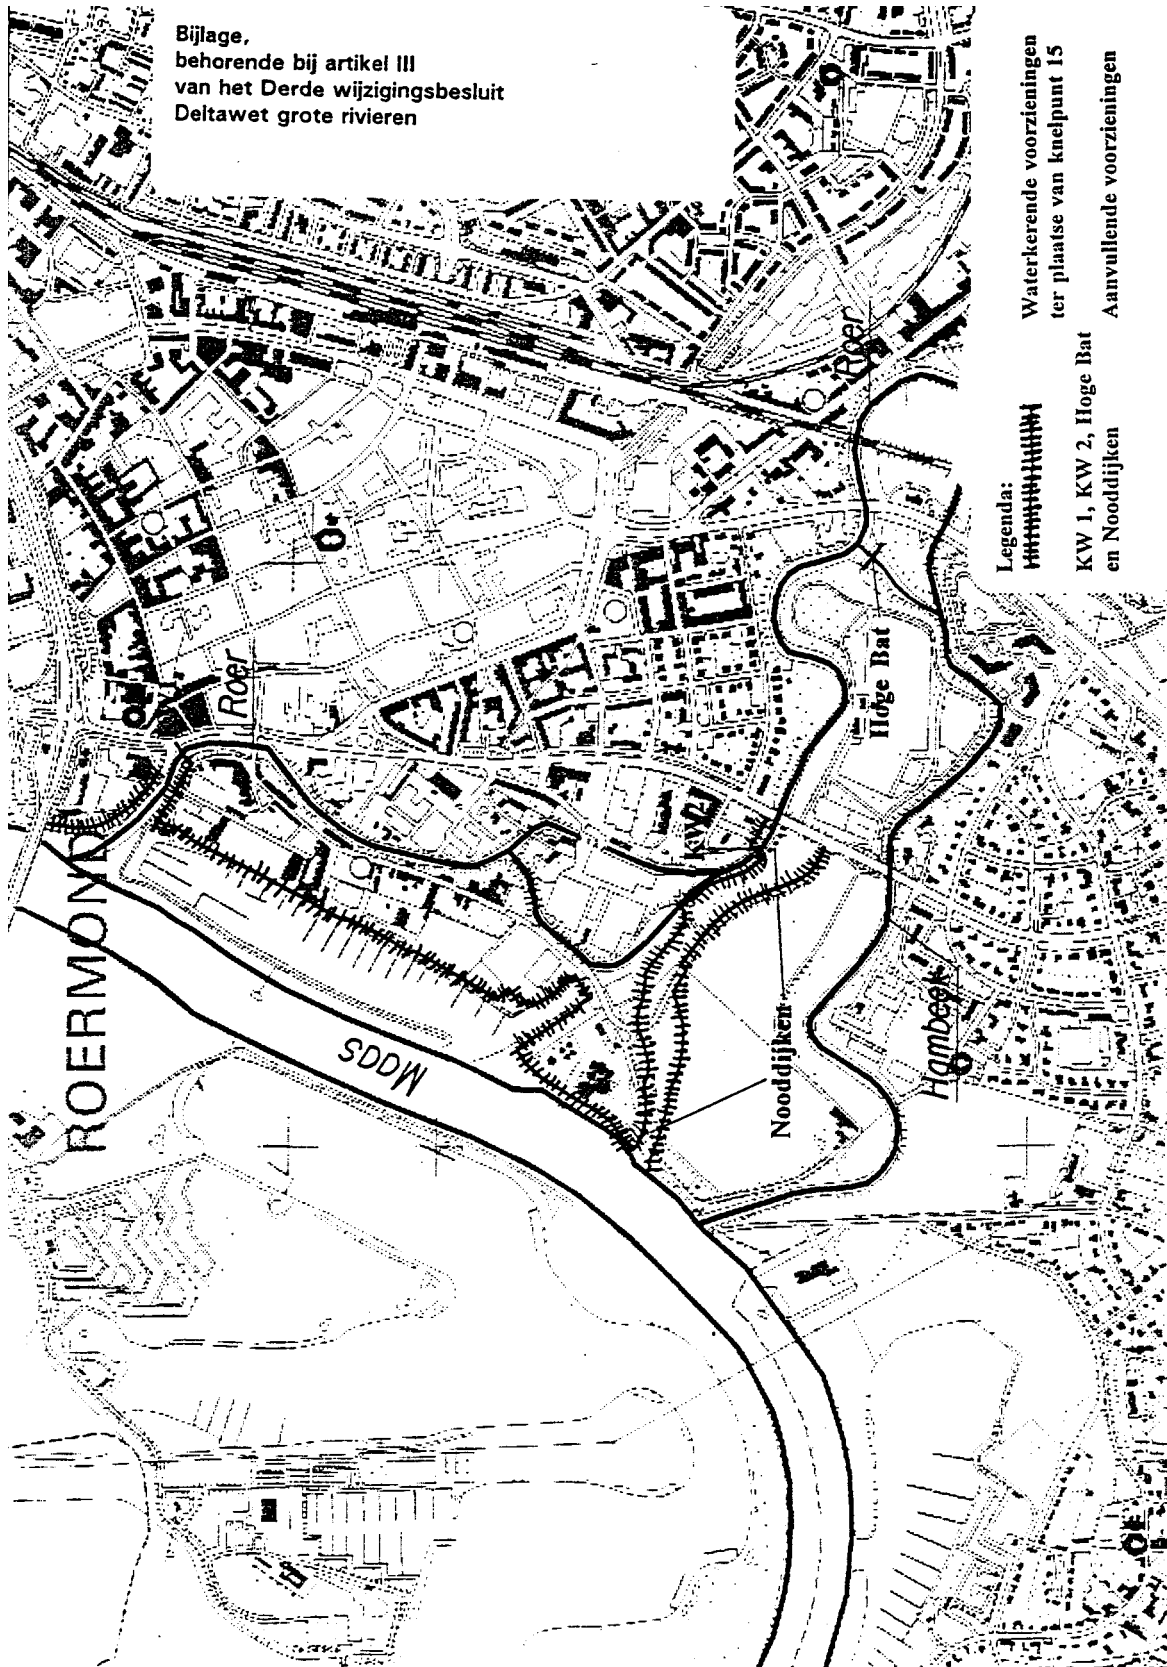 Bijlage,
behorende bij artikel III
van het Derde wijzigingsbesluit
Deltawet grote rivieren
Legenda:
Waterkerende voorzieningen
ter plaatse van knelpunt 15
KW 1, KW 2, Hoge Bat
en Nooddijken
Aanvullende voorzieningen
ROERMOND
Maas
Roer
Roer
Hoge Bat
KW2
Nooddijken
Hambeek